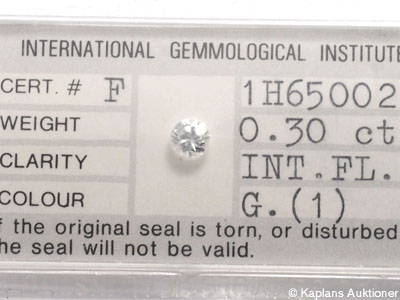 INTERNATIONAL GEMMOLOGICAL INSTITUTE
CERT. # F 1H65002
WEIGHT 0.30 ct
CLARITY INT.FL.
COLOUR G.(1)
f the original seal is torn, or disturbed
he seal will not be valid.
© Kaplans Auktioner